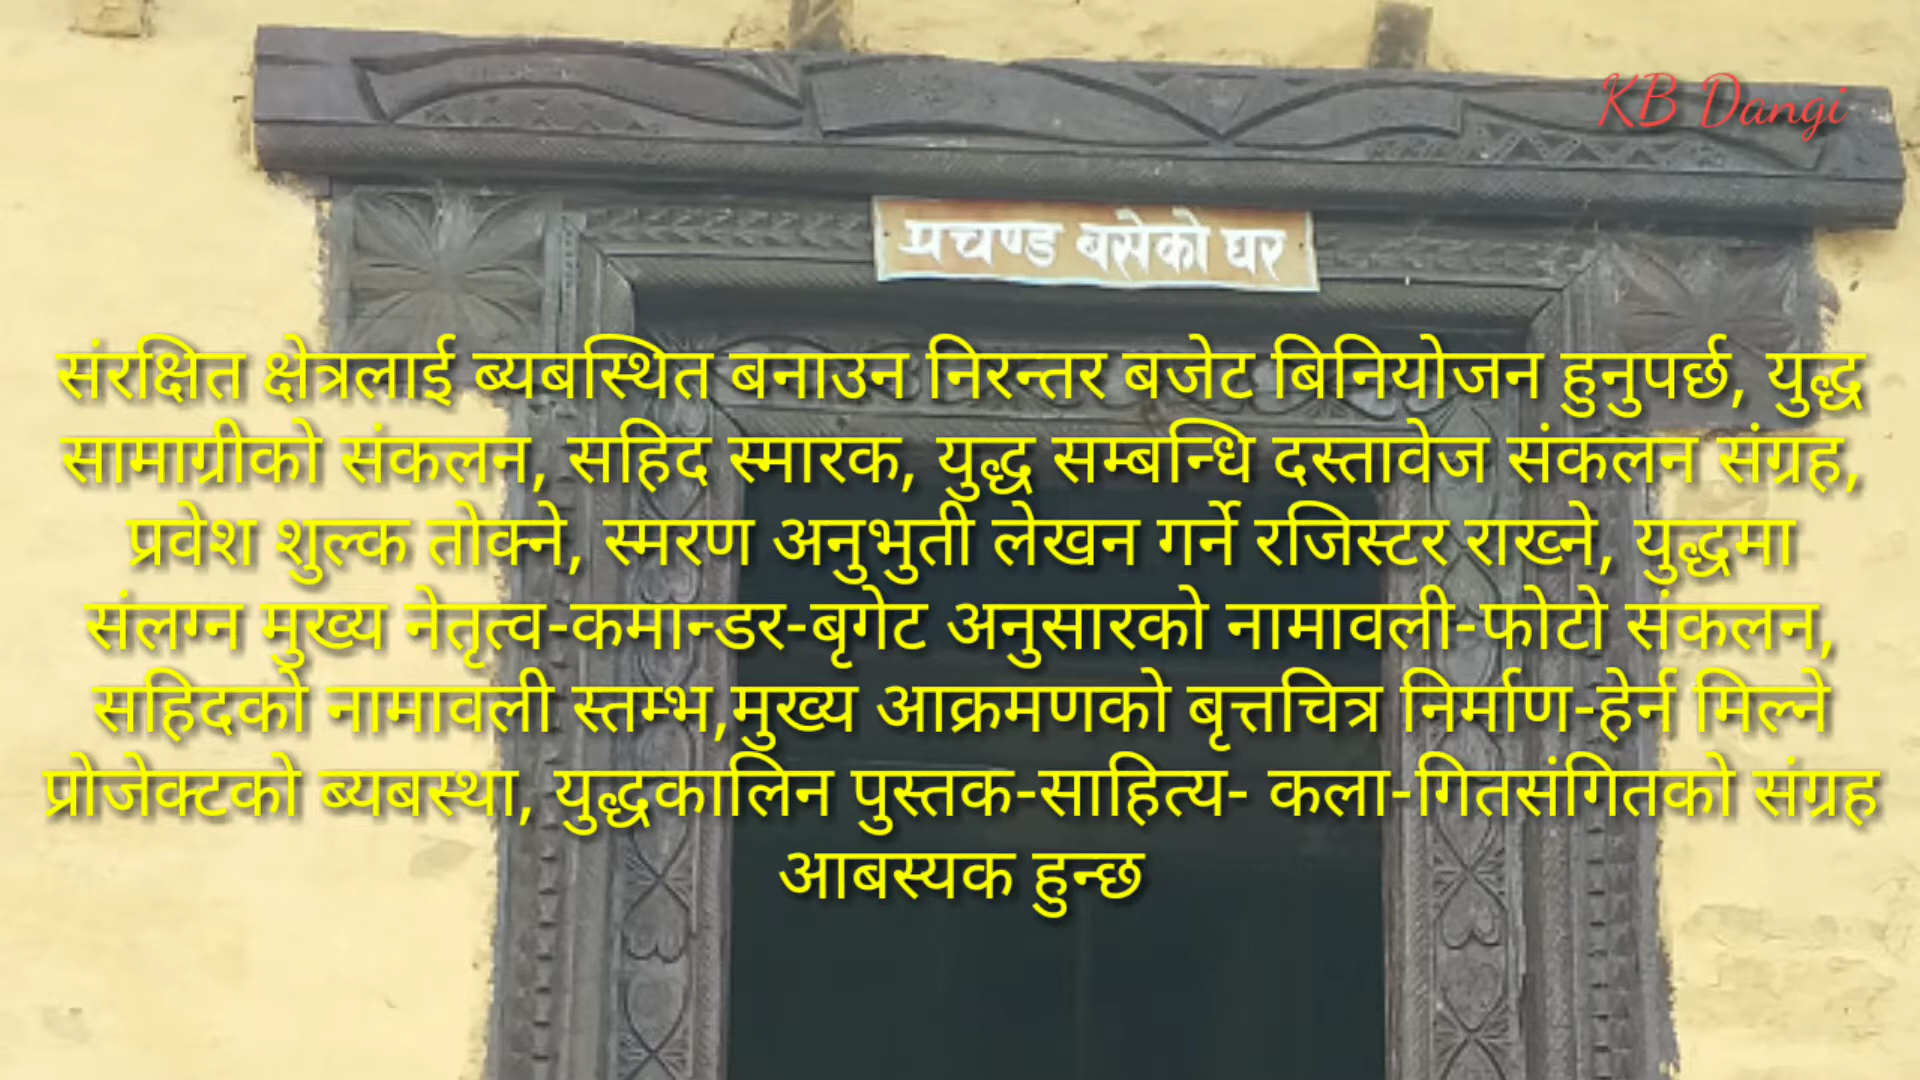 KB Dangi
प्रचण्ड बसेको घर
संरक्षित क्षेत्रलाई ब्यबस्थित बनाउन निरन्तर बजेट बिनियोजन हुनुपर्छ, युद्ध
सामाग्रीको संकलन, सहिद स्मारक, युद्ध सम्बन्धि दस्तावेज संकलन संग्रह,
प्रवेश शुल्क तोक्ने, स्मरण अनुभुती लेखन गर्ने रजिस्टर राख्ने, युद्धमा
संलग्न मुख्य नेतृत्व-कमान्डर-बृगेट अनुसारको नामावली-फोटो संकलन,
सहिदको नामावली स्तम्भ,मुख्य आक्रमणको बृत्तचित्र निर्माण-हेर्न मिल्ने
प्रोजेक्टको ब्यबस्था, युद्धकालिन पुस्तक-साहित्य- कला-गितसंगितको संग्रह
आबस्यक हुन्छ